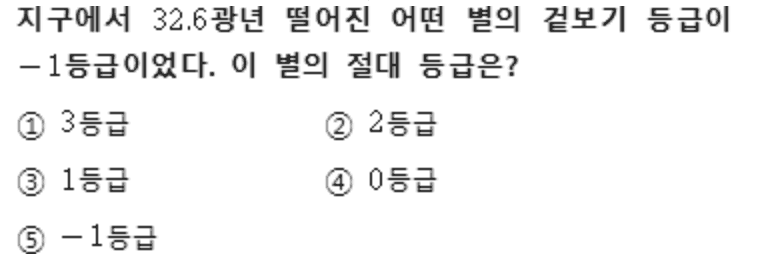 지구에서 32.6광년 떨어진 어떤 별의 겉보기 등급이
−1등급이었다. 이 별의 절대 등급은?
① 3등급 ② 2등급
③ 1등급 ④ 0등급
⑤ −1등급